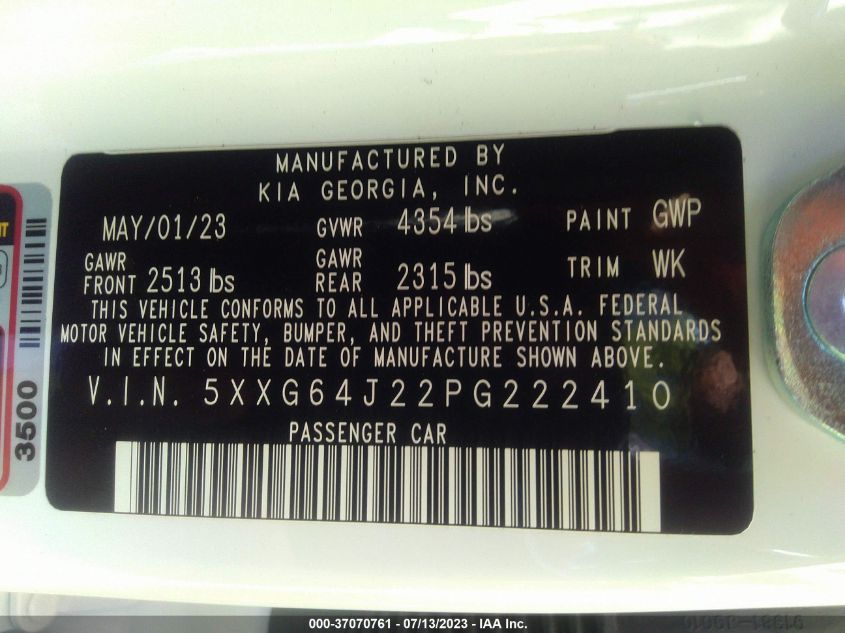 MANUFACTURED BY
KIA GEORGIA, INC.
MAY/01/23 GVWR 4354 lbs PAINT GWP
GAWR FRONT 2513 lbs GAWR REAR 2315 lbs TRIM WK
THIS VEHICLE CONFORMS TO ALL APPLICABLE U.S.A. FEDERAL
MOTOR VEHICLE SAFETY, BUMPER, AND THEFT PREVENTION STANDARDS
IN EFFECT ON THE DATE OF MANUFACTURE SHOWN ABOVE.
V.I.N. 5XXG64J22PG222410
PASSENGER CAR
3500
000-37070761 - 07/13/2023 - IAA Inc.